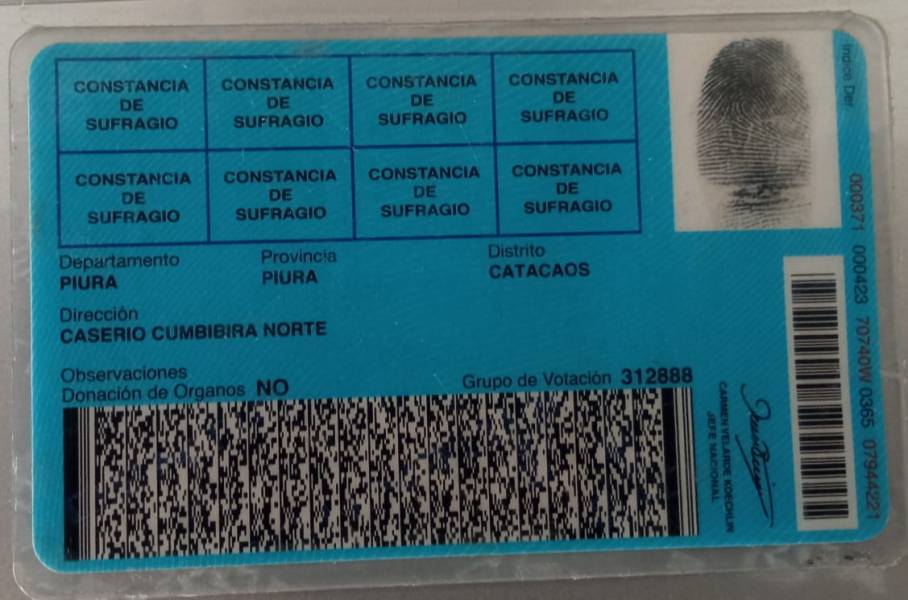 CONSTANCIA DE SUFRAGIO
CONSTANCIA DE SUFRAGIO
CONSTANCIA DE SUFRAGIO
CONSTANCIA DE SUFRAGIO
CONSTANCIA DE SUFRAGIO
CONSTANCIA DE SUFRAGIO
CONSTANCIA DE SUFRAGIO
CONSTANCIA DE SUFRAGIO
Departamento
PIURA
Provincia
PIURA
Distrito
CATACAOS
Dirección
CASERIO CUMBIBIRA NORTE
Observaciones
Donación de Organos NO
Grupo de Votación 312888
CARMEN VELARDE KOECHLIN
JEFE NACIONAL
Indice Der
000371 000423 70740W 0365 07944221